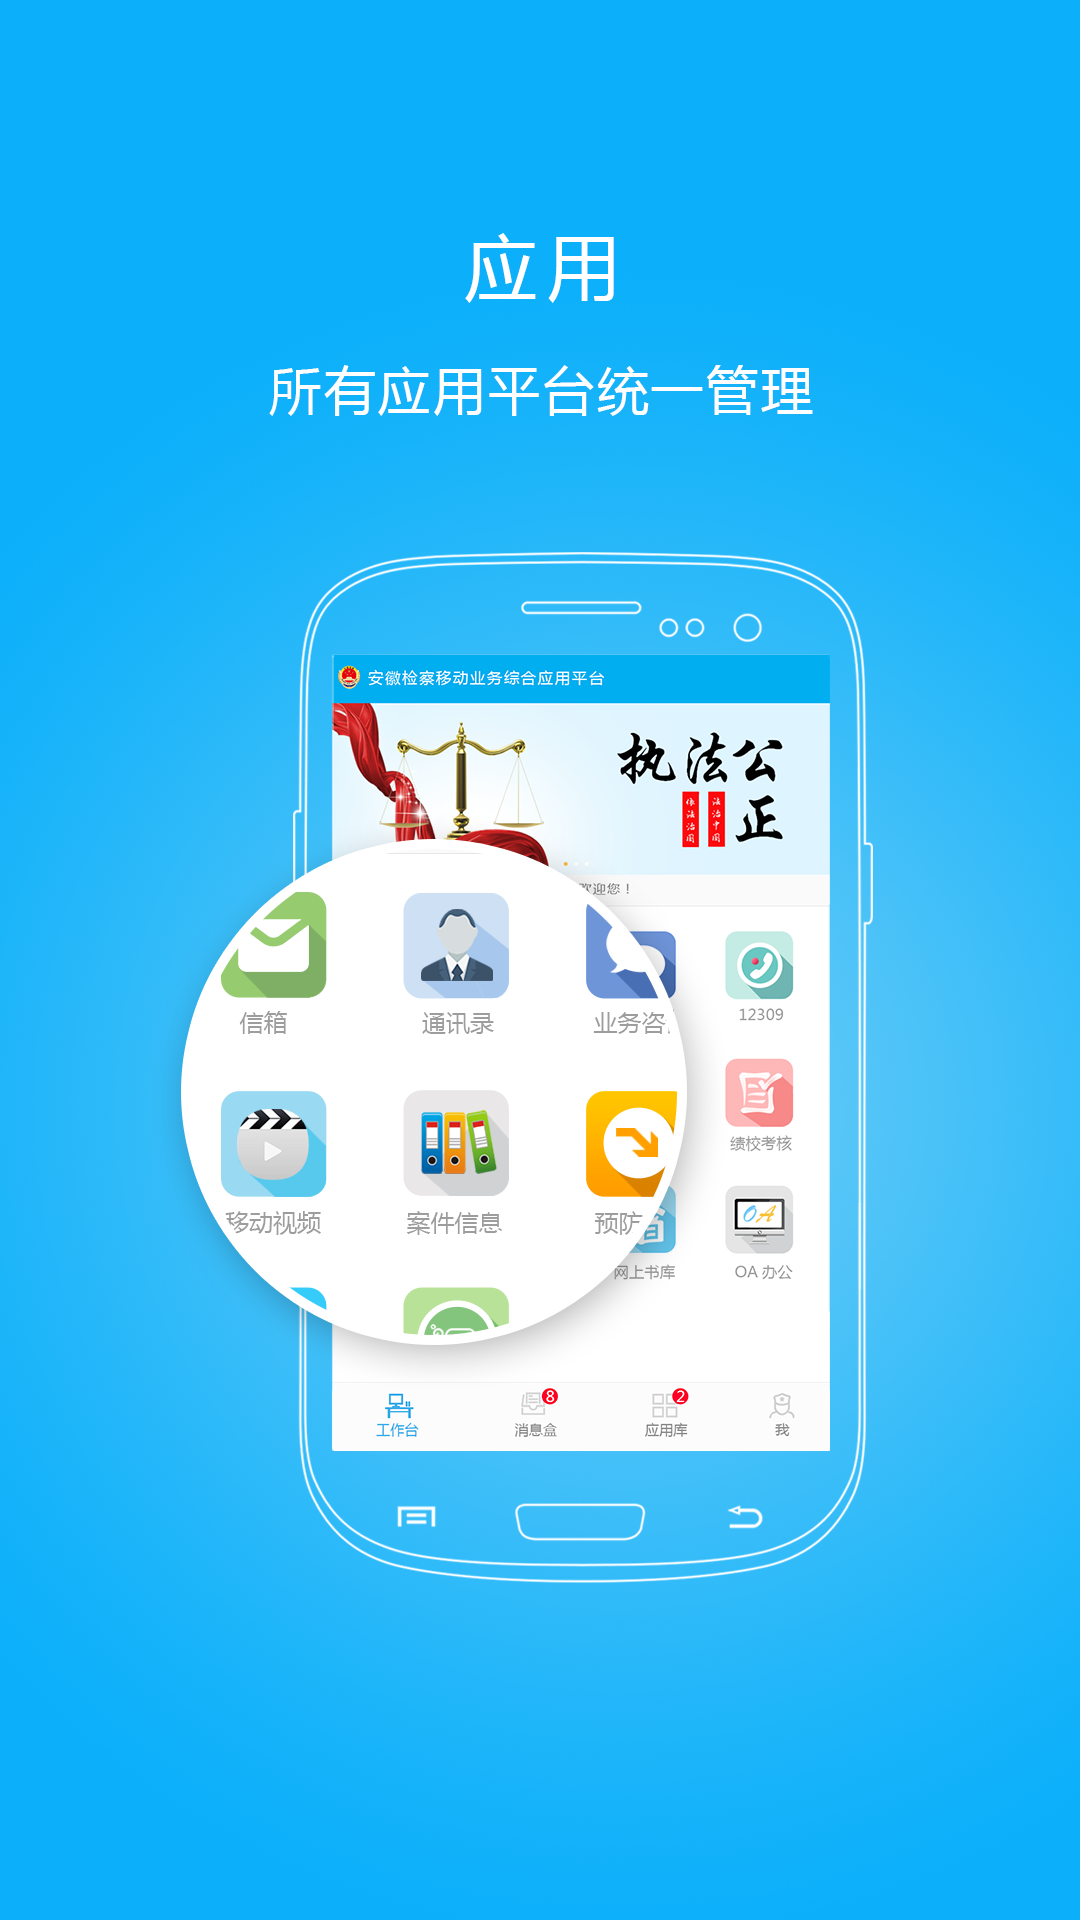 应用
所有应用平台统一管理
安徽检察移动业务综合应用平台
执法公
正
依法治国
法治中国
欢迎您！
信箱
通讯录
业务咨
12309
绩校考核
移动视频
案件信息
预防
网上书库
OA 办公
OA
工作台
消息盒
8
应用库
2
我